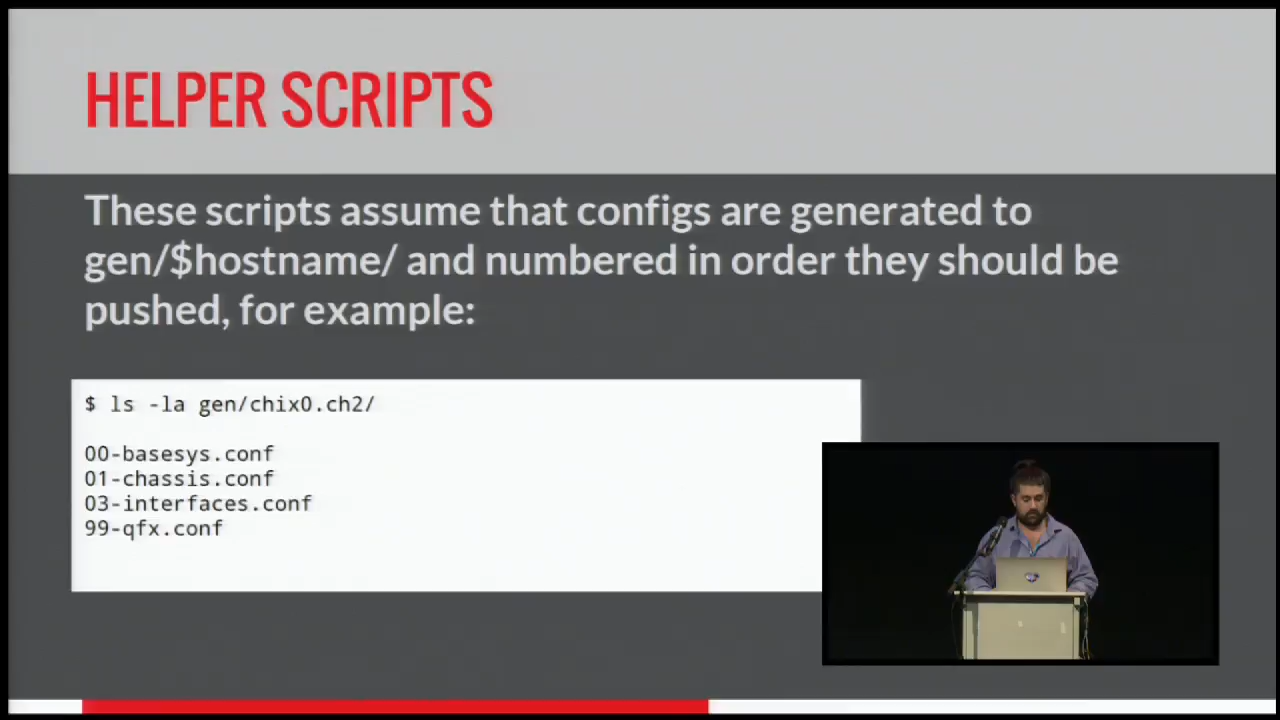 HELPER SCRIPTS
These scripts assume that configs are generated to
gen/$hostname/ and numbered in order they should be
pushed, for example:
$ ls -la gen/chix0.ch2/
00-basesys.conf
01-chassis.conf
03-interfaces.conf
99-qfx.conf